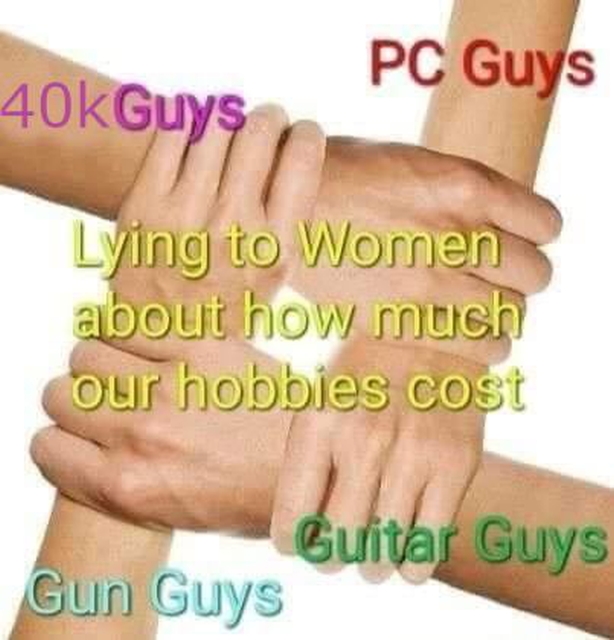 PC Guys
40kGuys
Lying to Women
about how much
our hobbies cost
Guitar Guys
Gun Guys